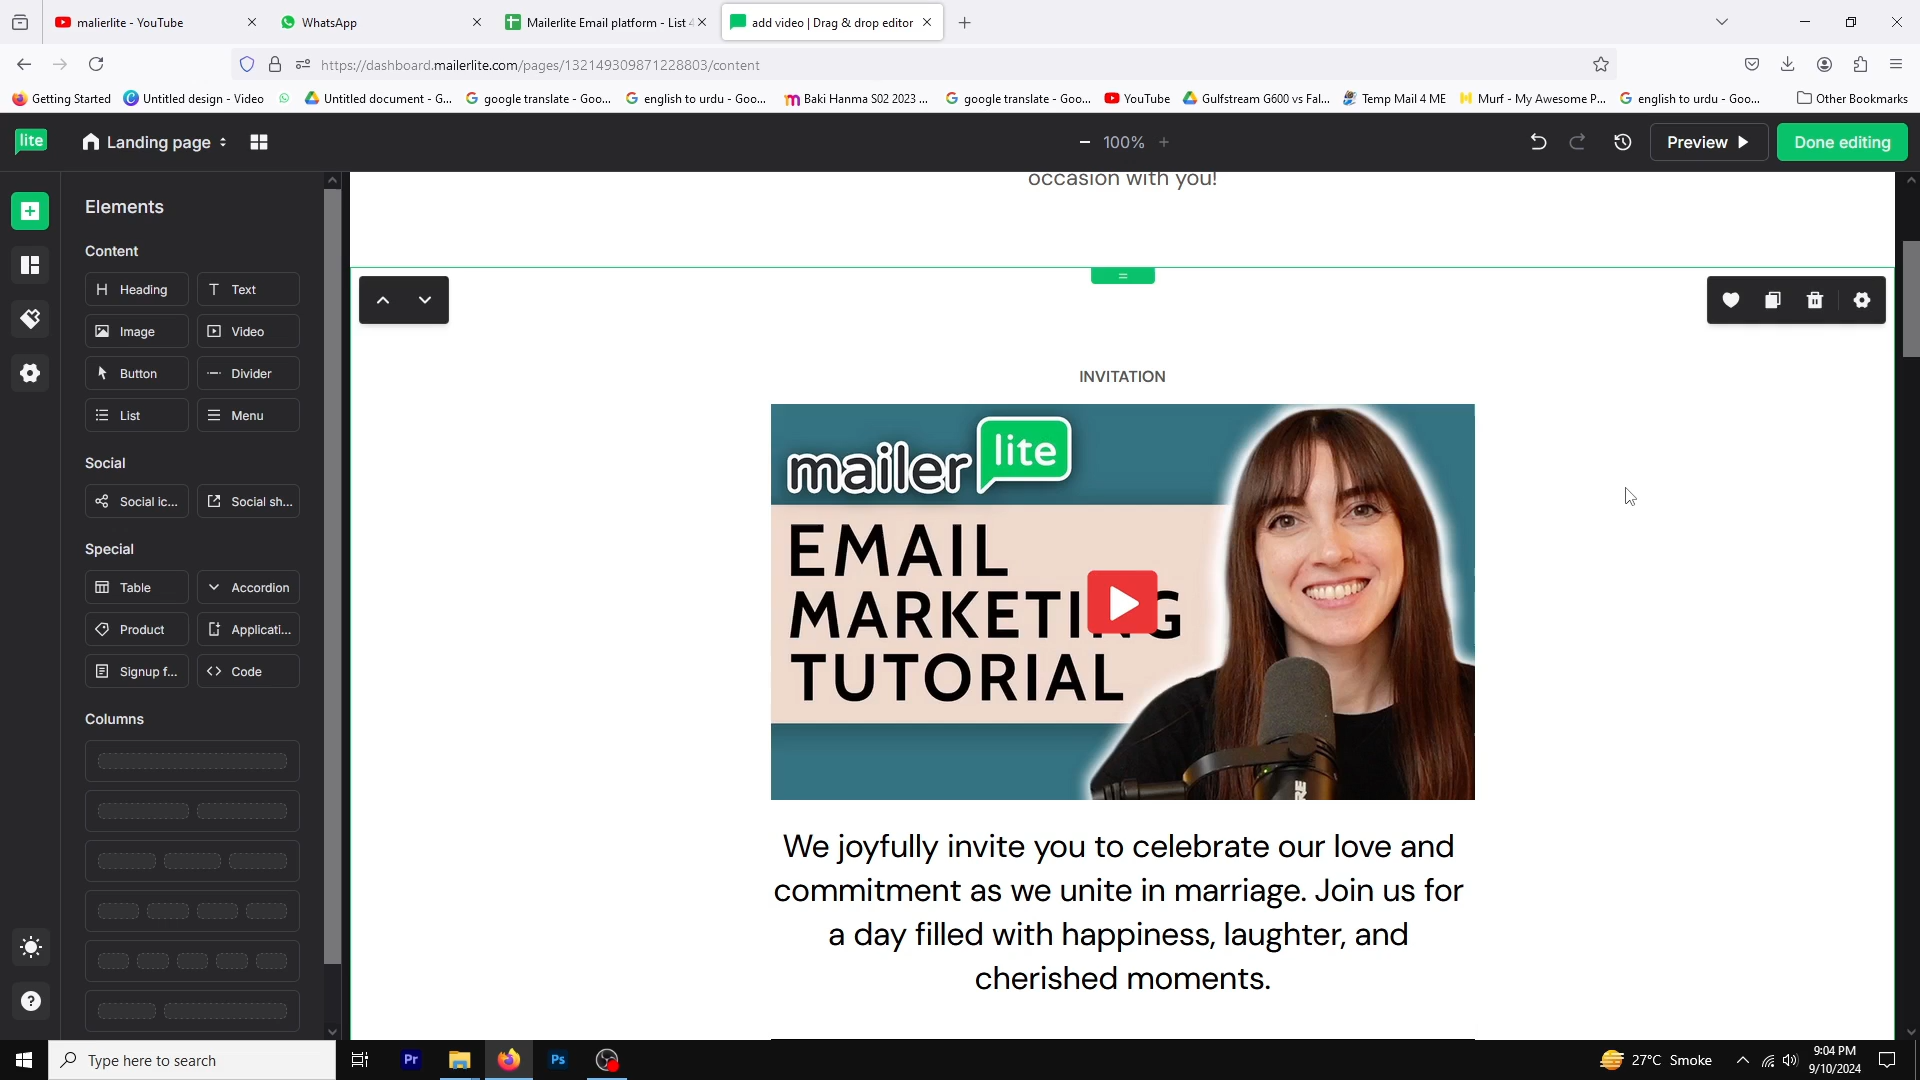 malierlite - YouTube
WhatsApp
Mailerlite Email platform - List 4
add video | Drag & drop editor
https://dashboard.mailerlite.com/pages/132149309871228803/content
Getting Started
Untitled design - Video
Untitled document - G...
google translate - Goo...
english to urdu - Goo...
Baki Hanma S02 2023 ...
google translate - Goo...
YouTube
Gulfstream G600 vs Fal...
Temp Mail 4 ME
Murf - My Awesome P...
english to urdu - Goo...
Other Bookmarks
lite
Landing page
100%
Preview
Done editing
Elements
Content
Heading
Text
Image
Video
Button
Divider
List
Menu
Social
Social ic...
Social sh...
Special
Table
Accordion
Product
Applicati...
Signup f...
Code
Columns
occasion with you!
INVITATION
mailer lite
EMAIL
MARKETING
TUTORIAL
We joyfully invite you to celebrate our love and
commitment as we unite in marriage. Join us for
a day filled with happiness, laughter, and
cherished moments.
Type here to search
Pr
Ps
27°C Smoke
9:04 PM
9/10/2024